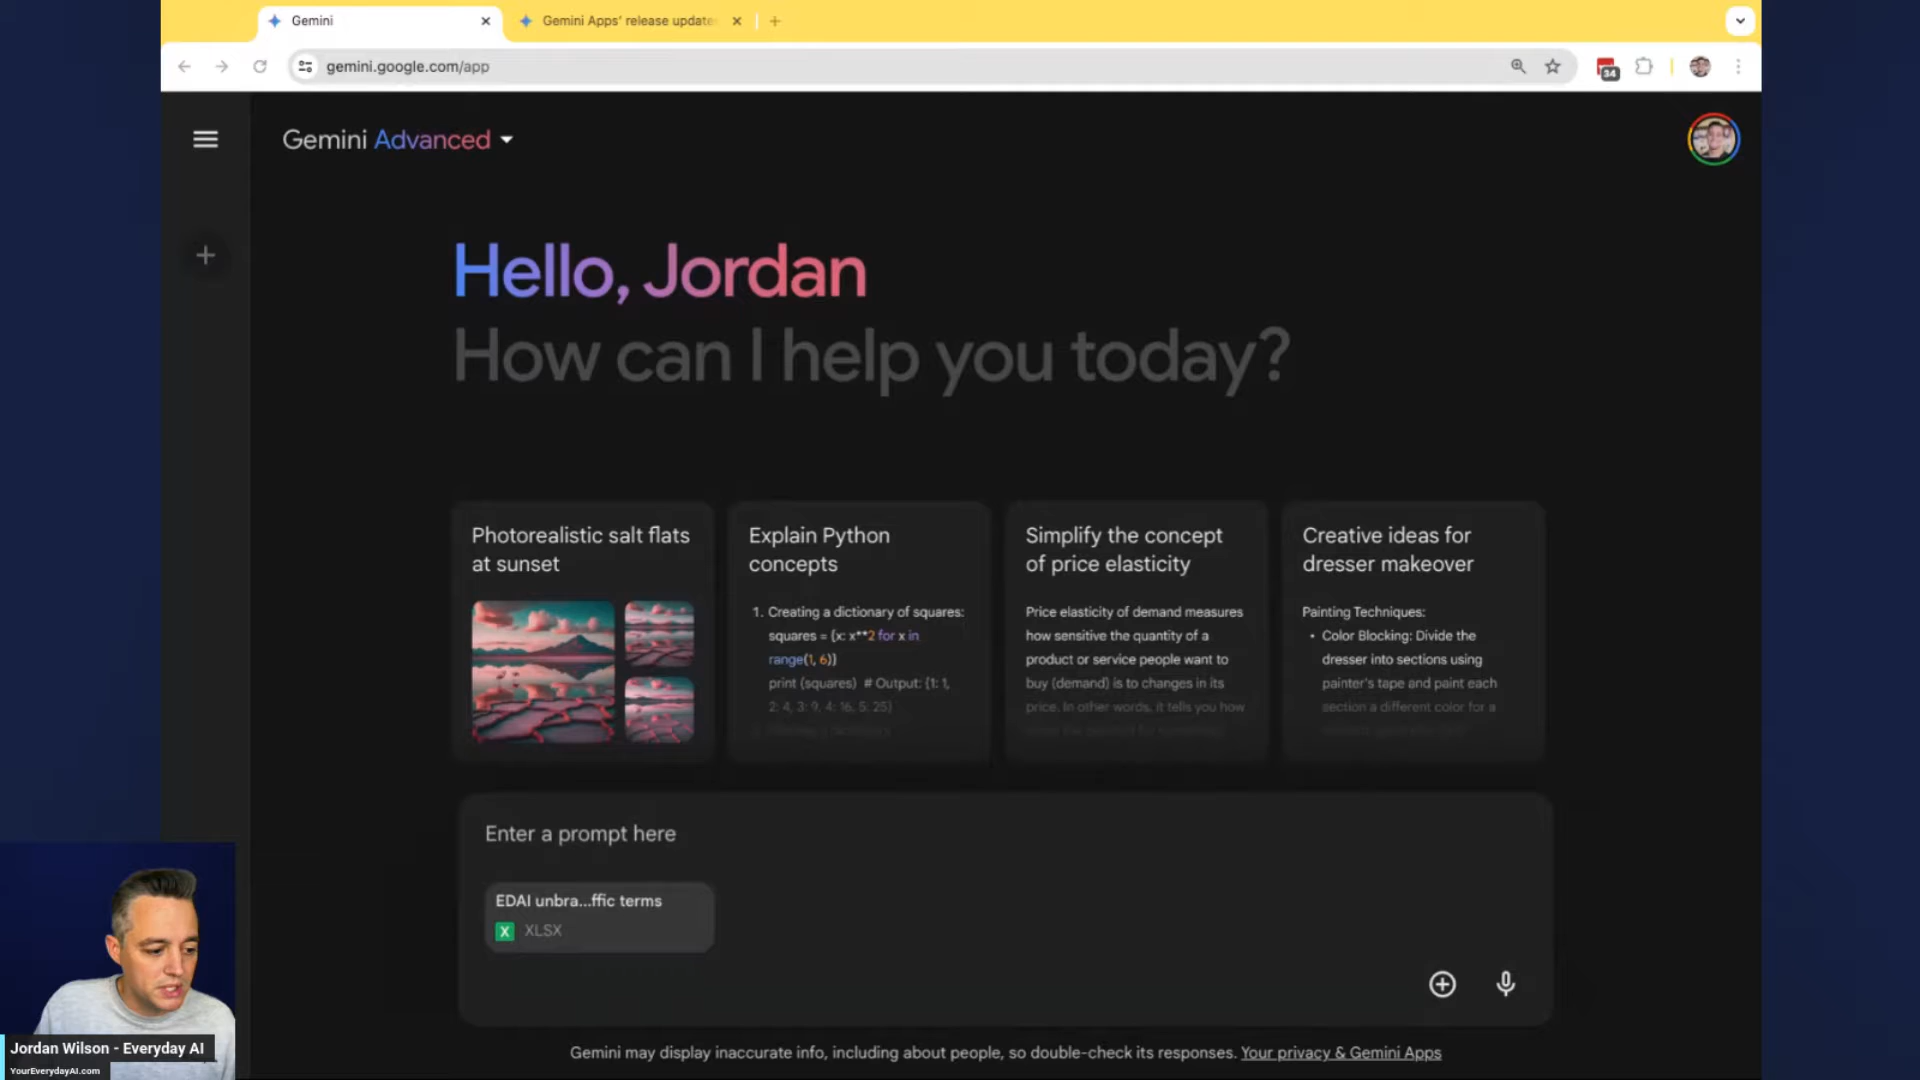 Gemini
Gemini Apps' release update
gemini.google.com/app
34
Gemini Advanced
Hello, Jordan
How can I help you today?
Photorealistic salt flats
at sunset
Explain Python
concepts
1. Creating a dictionary of squares:
squares = {x: x**2 for x in
range(1, 6)}
print (squares) # Output: {1: 1,
2: 4, 3: 9, 4: 16, 5: 25}
Simplify the concept
of price elasticity
Price elasticity of demand measures
how sensitive the quantity of a
product or service people want to
buy (demand) is to changes in its
price. In other words, it tells you how
Creative ideas for
dresser makeover
Painting Techniques:
• Color Blocking: Divide the
dresser into sections using
painter's tape and paint each
section a different color for a
Enter a prompt here
EDAI unbra...ffic terms
X XLSX
Gemini may display inaccurate info, including about people, so double-check its responses. Your privacy & Gemini Apps
Jordan Wilson - Everyday AI
YourEverydayAI.com